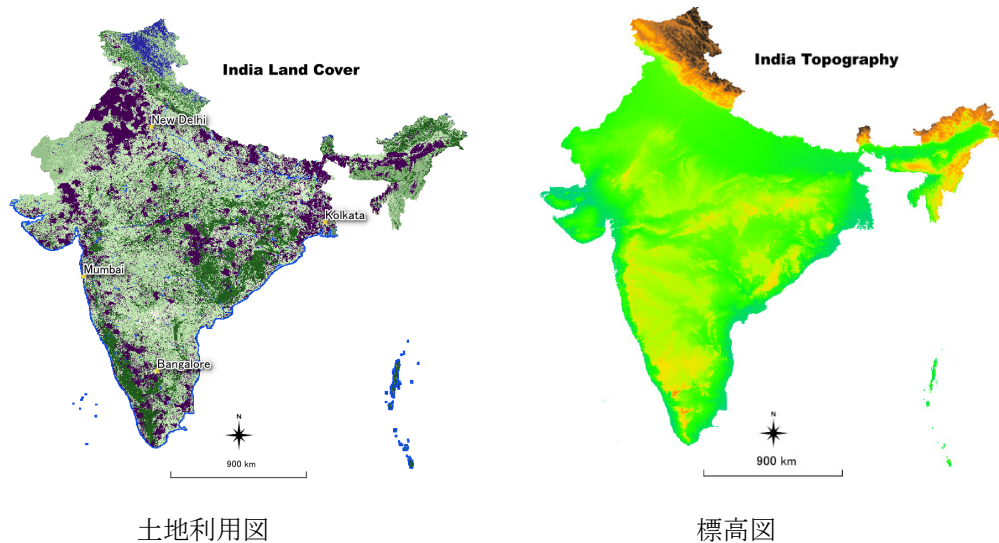 India Land Cover
New Delhi
Kolkata
Mumbai
Bangalore
N
900 km
土地利用図
India Topography
N
900 km
標高図